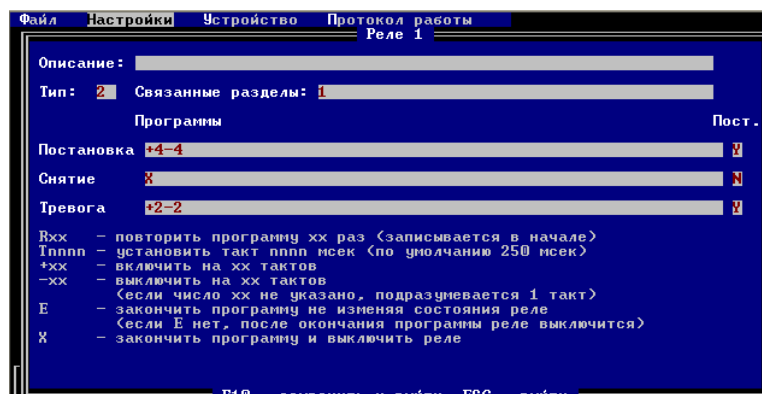 Файл Настройки Устройство Протокол работы
Реле 1
Описание:
Тип: 2 Связанные разделы: 1
Программы Пост.
Постановка +4-4 Y
Снятие X N
Тревога +2-2 Y
Rxx – повторить программу xx раз (записывается в начале)
Tnnnn – установить такт nnnn мсек (по умолчанию 250 мсек)
+xx – включить на xx тактов
-xx – выключить на xx тактов
(если число xx не указано, подразумевается 1 такт)
E – закончить программу не изменяя состояния реле
(если E нет, после окончания программы реле выключится)
X – закончить программу и выключить реле